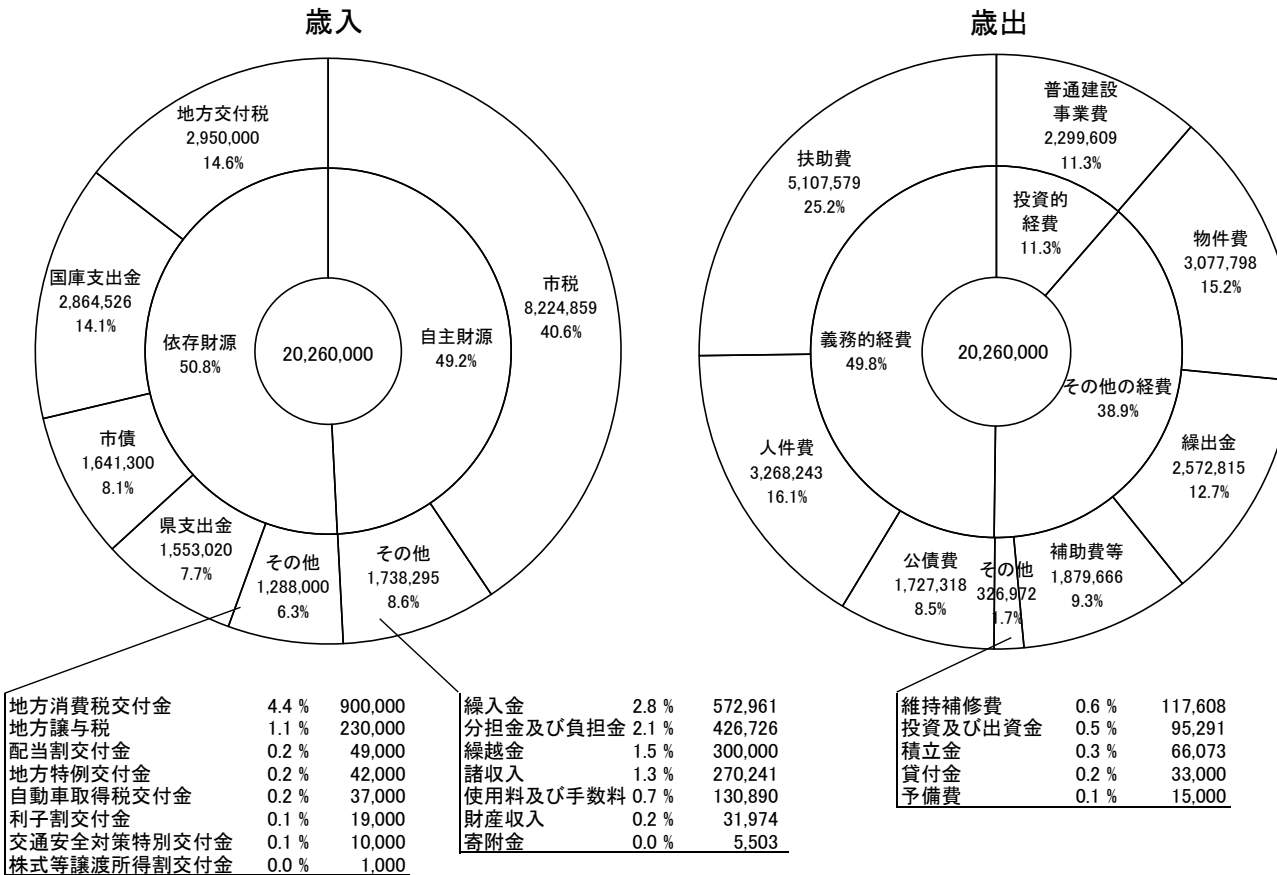 歳入
地方交付税
2,950,000
14.6%
国庫支出金
2,864,526
14.1%
市債
1,641,300
8.1%
県支出金
1,553,020
7.7%
その他
1,288,000
6.3%
その他
1,738,295
8.6%
市税
8,224,859
40.6%
依存財源
50.8%
20,260,000
自主財源
49.2%
地方消費税交付金 4.4 % 900,000
地方譲与税 1.1 % 230,000
配当割交付金 0.2 % 49,000
地方特例交付金 0.2 % 42,000
自動車取得税交付金 0.2 % 37,000
利子割交付金 0.1 % 19,000
交通安全対策特別交付金 0.1 % 10,000
株式等譲渡所得割交付金 0.0 % 1,000
繰入金 2.8 % 572,961
分担金及び負担金 2.1 % 426,726
繰越金 1.5 % 300,000
諸収入 1.3 % 270,241
使用料及び手数料 0.7 % 130,890
財産収入 0.2 % 31,974
寄附金 0.0 % 5,503
歳出
扶助費
5,107,579
25.2%
普通建設
事業費
2,299,609
11.3%
投資的
経費
11.3%
物件費
3,077,798
15.2%
義務的経費
49.8%
20,260,000
その他の経費
38.9%
人件費
3,268,243
16.1%
繰出金
2,572,815
12.7%
公債費
1,727,318
8.5%
その他
326,972
1.7%
補助費等
1,879,666
9.3%
維持補修費 0.6 % 117,608
投資及び出資金 0.5 % 95,291
積立金 0.3 % 66,073
貸付金 0.2 % 33,000
予備費 0.1 % 15,000